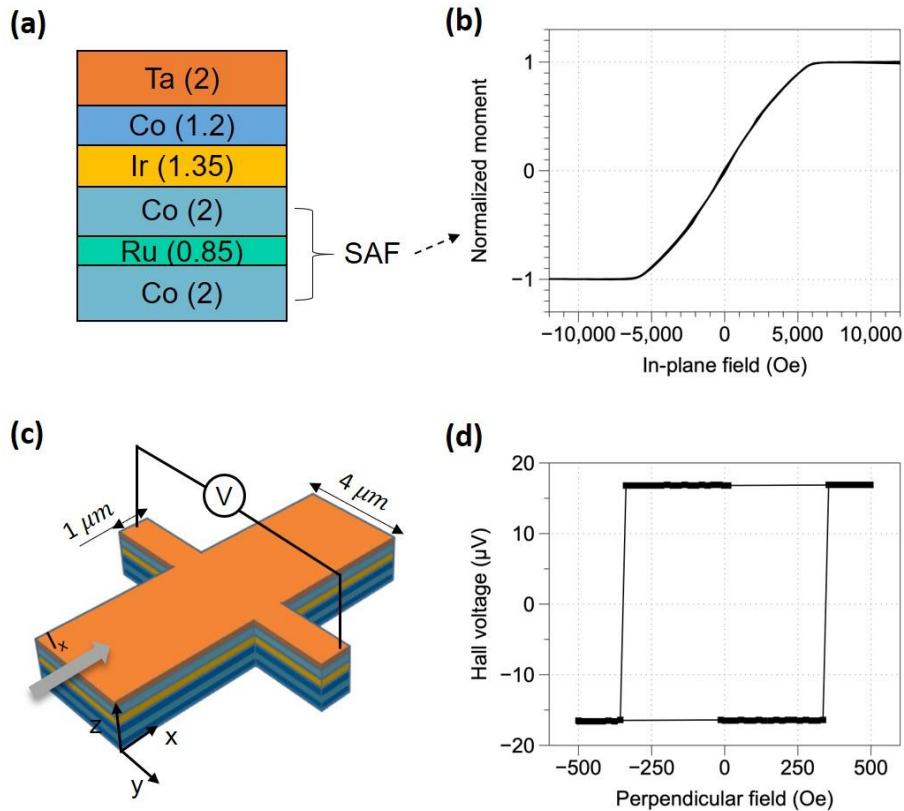 (a)
Ta (2)
Co (1.2)
Ir (1.35)
Co (2)
Ru (0.85)
Co (2)
SAF
(b)
Normalized moment
1
0
−1
−10,000 −5,000 0 5,000 10,000
In-plane field (Oe)
(c)
1 μm
V
4 μm
I x
z
x
y
(d)
Hall voltage (μV)
20
10
0
−10
−20
−500 −250 0 250 500
Perpendicular field (Oe)